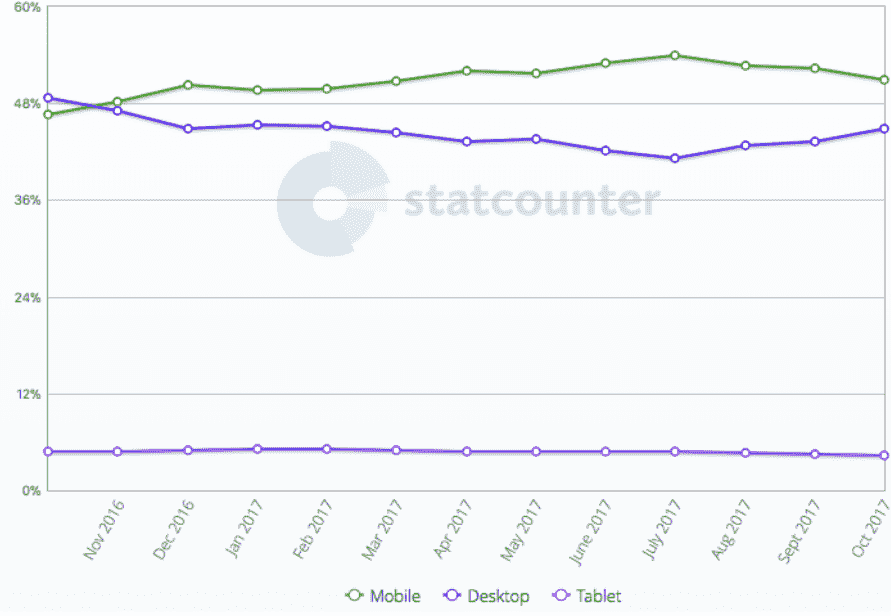 60%
48%
36%
24%
12%
0%
statcounter
Nov 2016
Dec 2016
Jan 2017
Feb 2017
Mar 2017
Apr 2017
May 2017
June 2017
July 2017
Aug 2017
Sept 2017
Oct 2017
Mobile Desktop Tablet